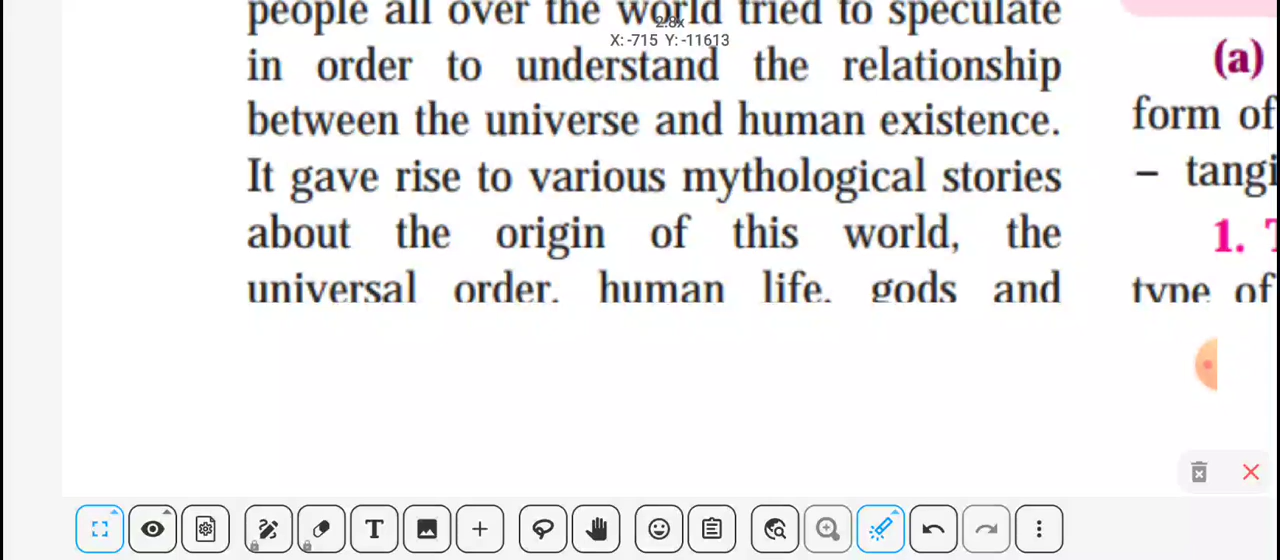 people all over the world tried to speculate
2.8x
X: -715 Y: -11613
in order to understand the relationship
between the universe and human existence.
It gave rise to various mythological stories
about the origin of this world, the
universal order, human life, gods and
(a)
form of
– tangi
1.
type of
T